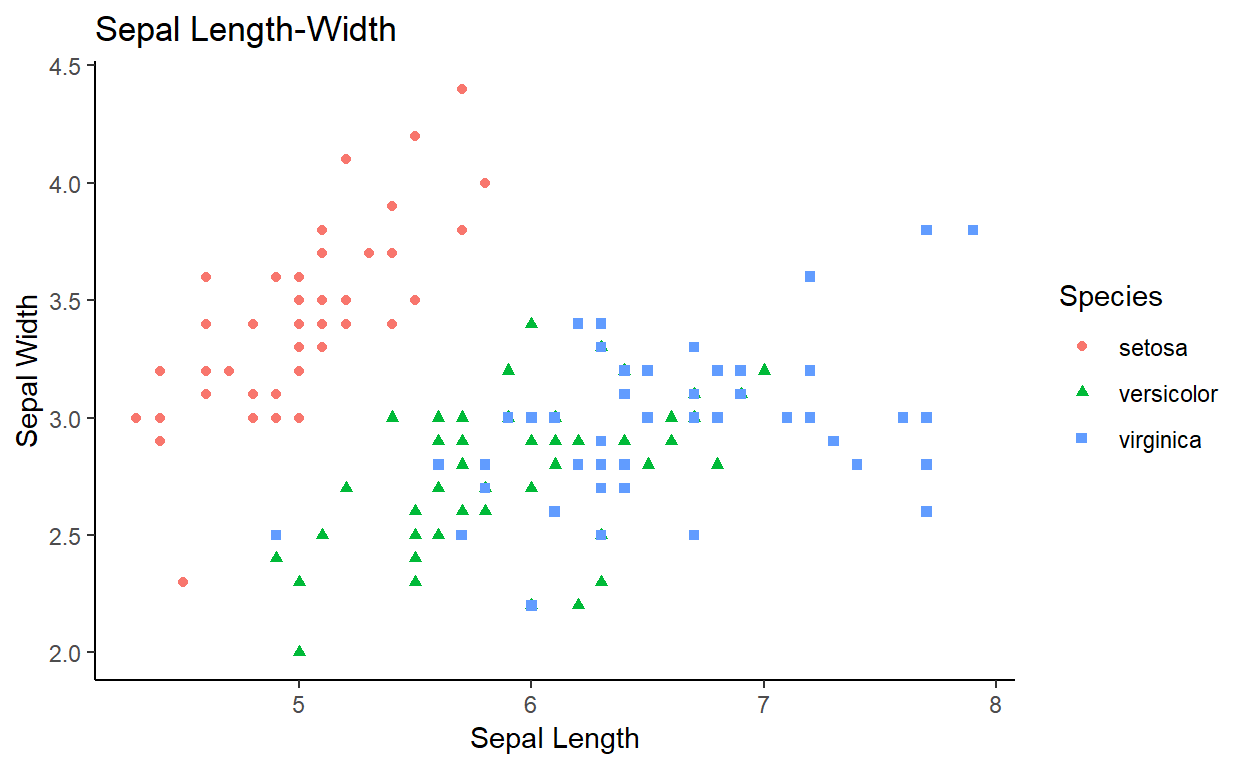 Sepal Length-Width
4.5
4.0
3.5
3.0
2.5
2.0
Sepal Width
5 6 7 8
Sepal Length
Species
setosa
versicolor
virginica